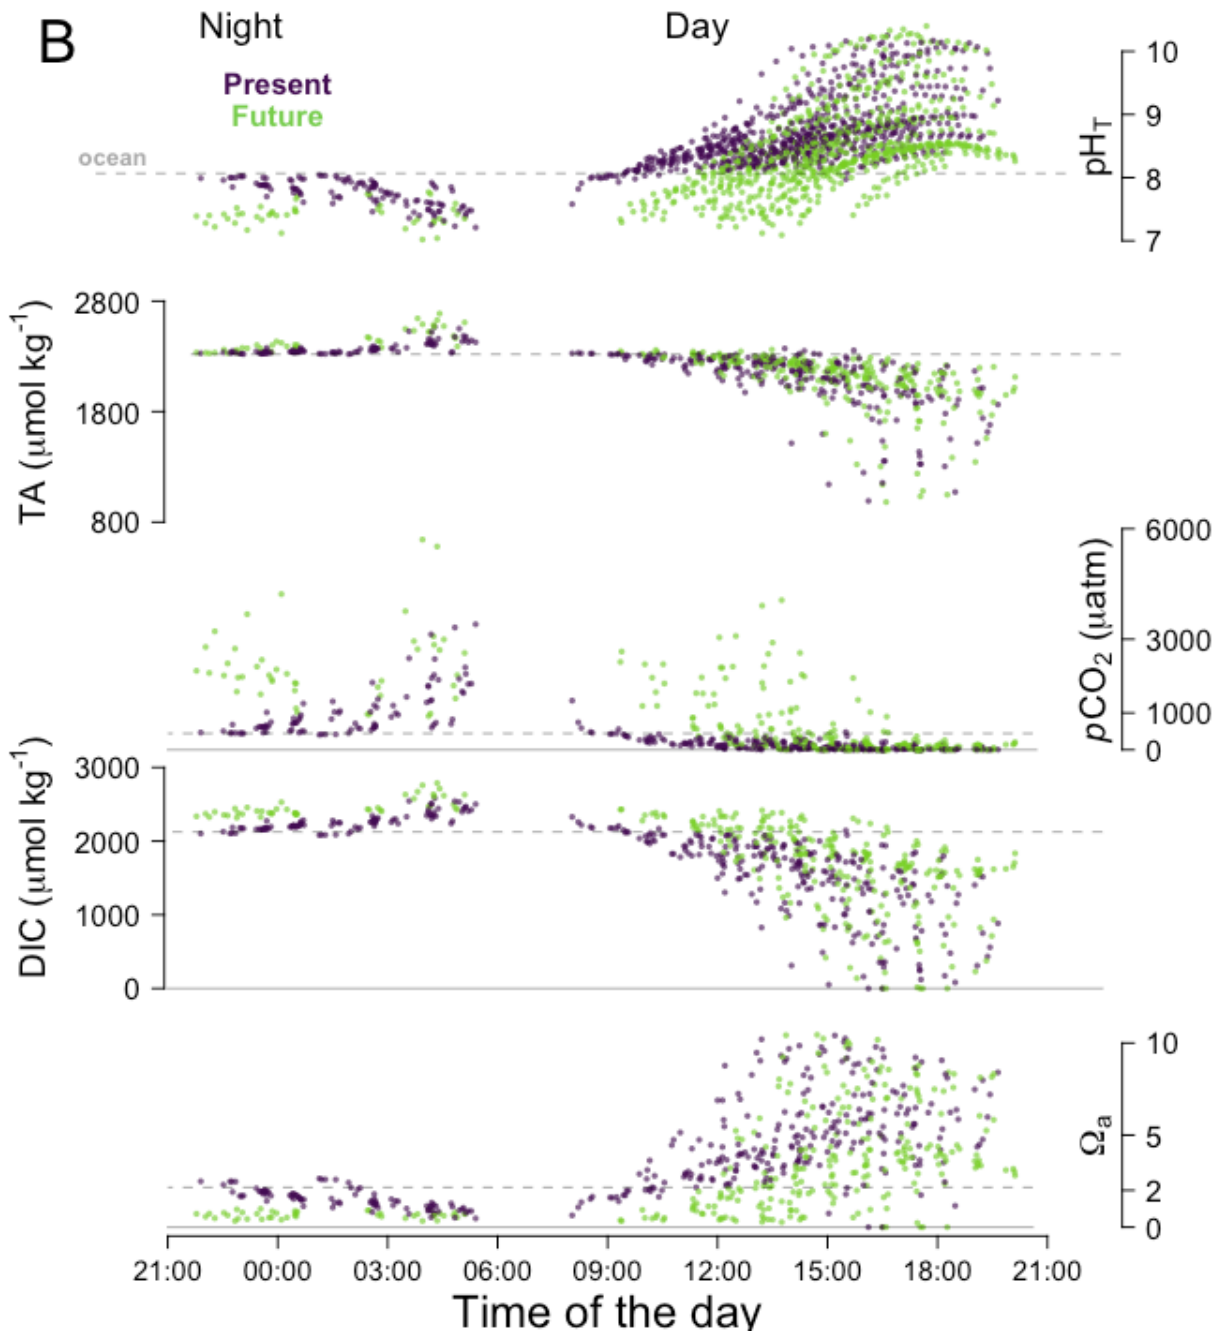 B
Night
Day
Present
Future
ocean
10
9
8
7
pHT
2800
1800
800
TA (μmol kg-1)
6000
3000
1000
0
pCO2 (μatm)
3000
2000
1000
0
DIC (μmol kg-1)
10
5
2
0
Ωa
21:00 00:00 03:00 06:00 09:00 12:00 15:00 18:00 21:00
Time of the day